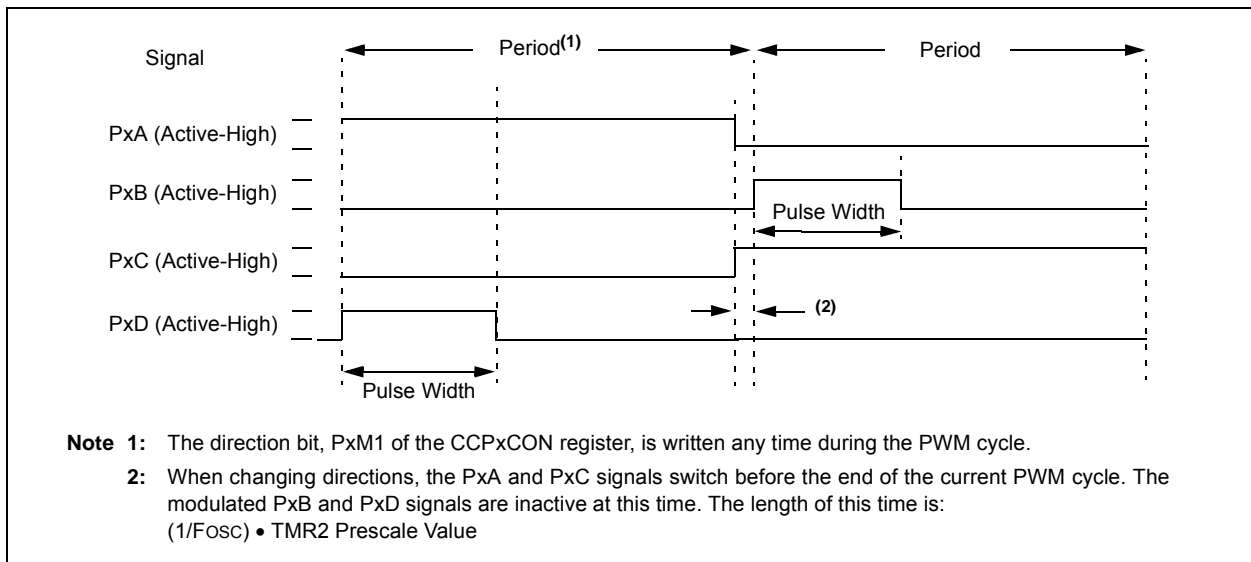 Signal
Period(1)
Period
PxA (Active-High)
PxB (Active-High)
Pulse Width
PxC (Active-High)
PxD (Active-High)
(2)
Pulse Width
Note 1: The direction bit, PxM1 of the CCPxCON register, is written any time during the PWM cycle.
2: When changing directions, the PxA and PxC signals switch before the end of the current PWM cycle. The
modulated PxB and PxD signals are inactive at this time. The length of this time is:
(1/FOSC) • TMR2 Prescale Value